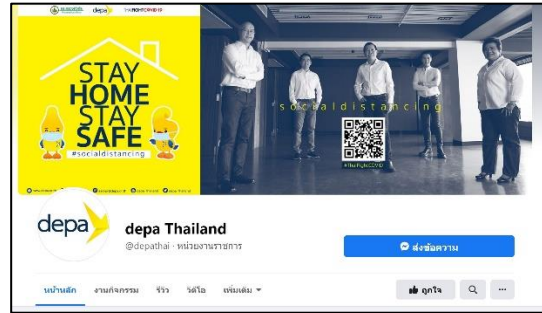 depa
THAIFIGHTCOVID19
STAY
HOME
STAY
SAFE
#socialdistancing
socialdistancing
#ThaiFightCOVID
depa
depa Thailand
@depathai · หน่วยงานราชการ
ส่งข้อความ
หน้าหลัก งานกิจกรรม รีวิว วิดีโอ เพิ่มเติม
ถูกใจ